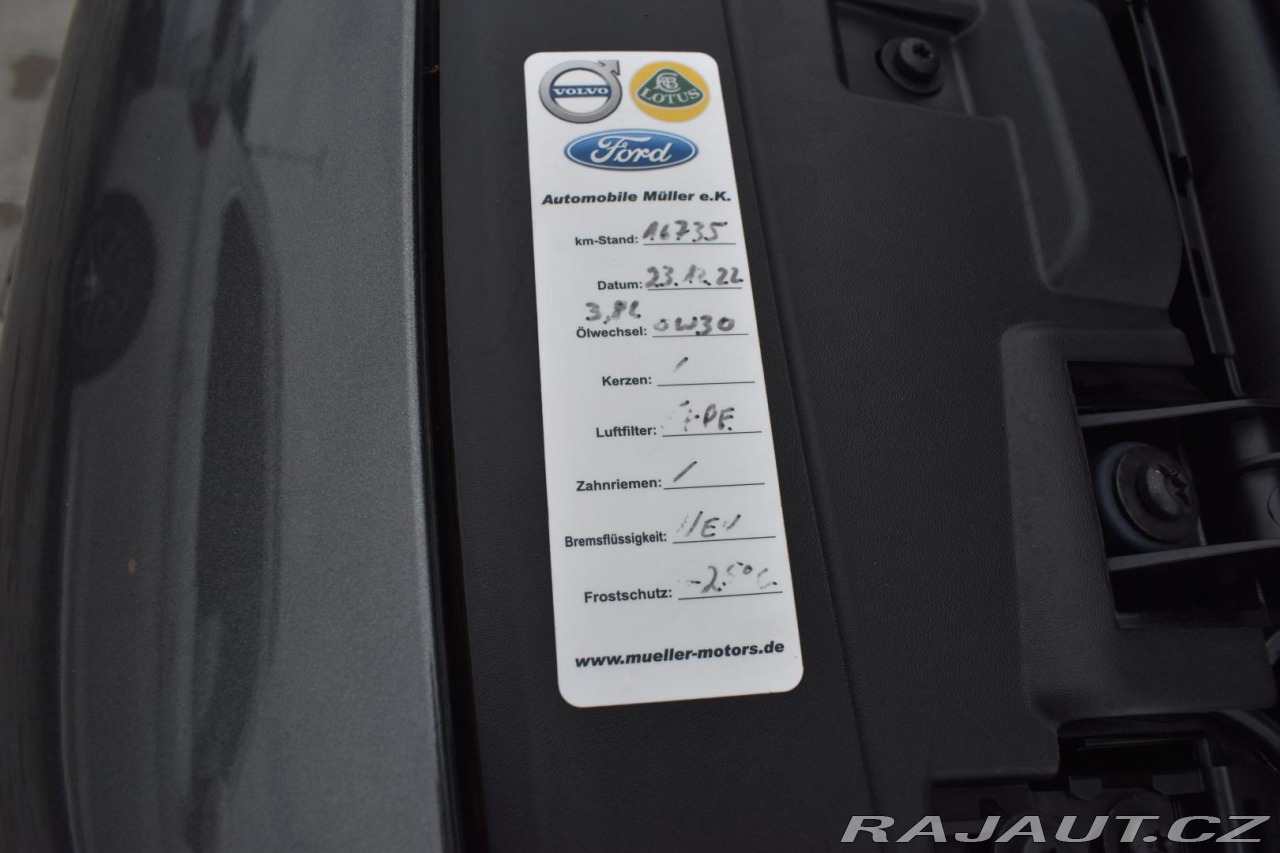 VOLVO
LOTUS
Ford
Automobile Müller e.K.
km-Stand: 16735
Datum: 23.12.22
3,8L
Ölwechsel: 0W30
Kerzen: /
Luftfilter:
Zahnriemen: /
Bremsflüssigkeit: NEU
Frostschutz: -25°C
www.mueller-motors.de
RAJAUT.CZ